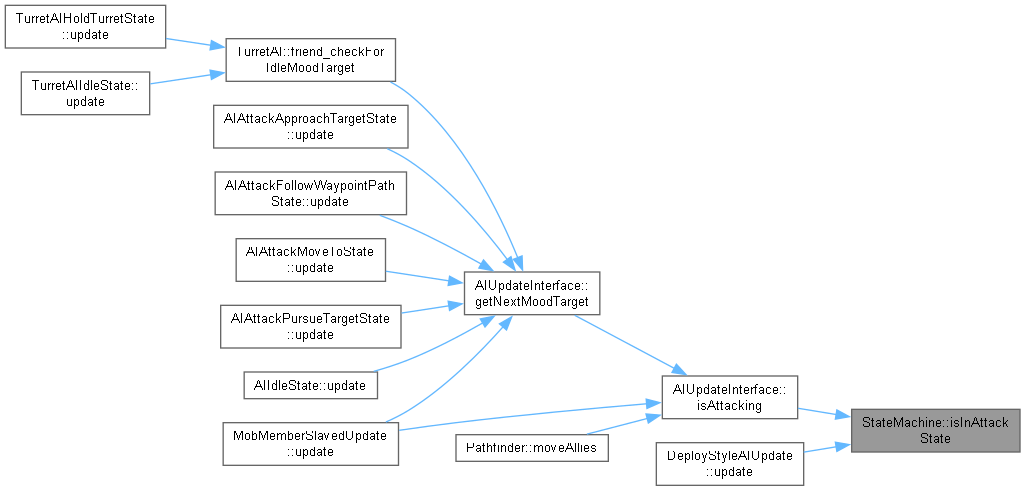 TurretAIHoldTurretState
::update
TurretAIIdleState::
update
TurretAI::friend_checkFor
IdleMoodTarget
AIAttackApproachTargetState
::update
AIAttackFollowWaypointPath
State::update
AIAttackMoveToState
::update
AIAttackPursueTargetState
::update
AIIdleState::update
MobMemberSlavedUpdate
::update
AIUpdateInterface::
getNextMoodTarget
Pathfinder::moveAllies
AIUpdateInterface::
isAttacking
DeployStyleAIUpdate
::update
StateMachine::isInAttack
State